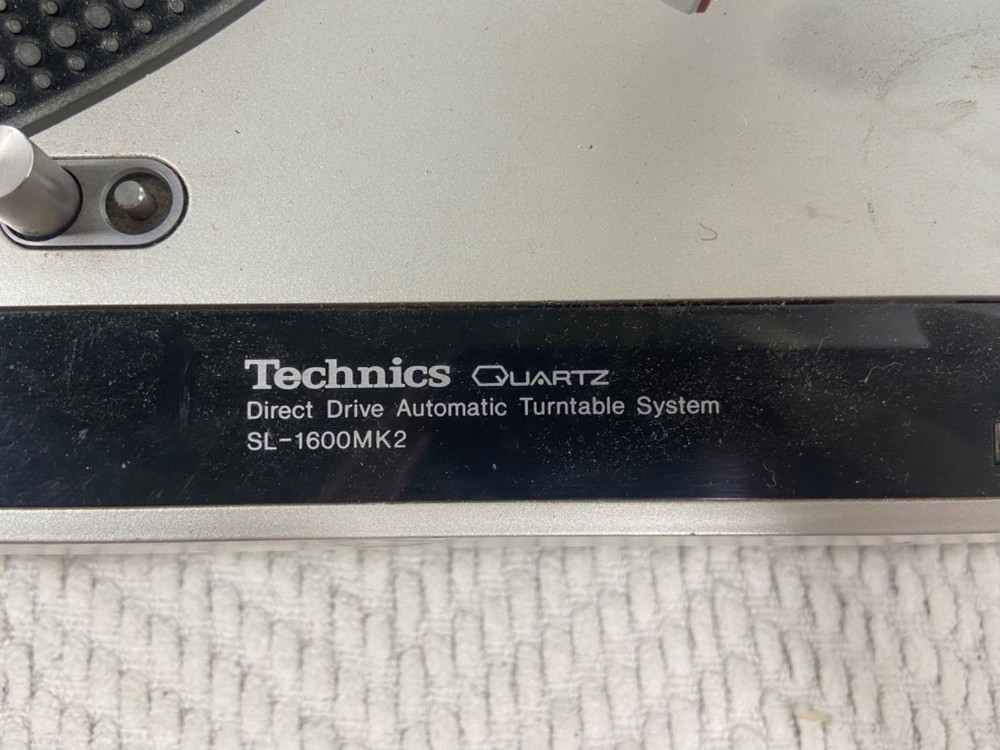 Technics QUARTZ
Direct Drive Automatic Turntable System
SL-1600MK2